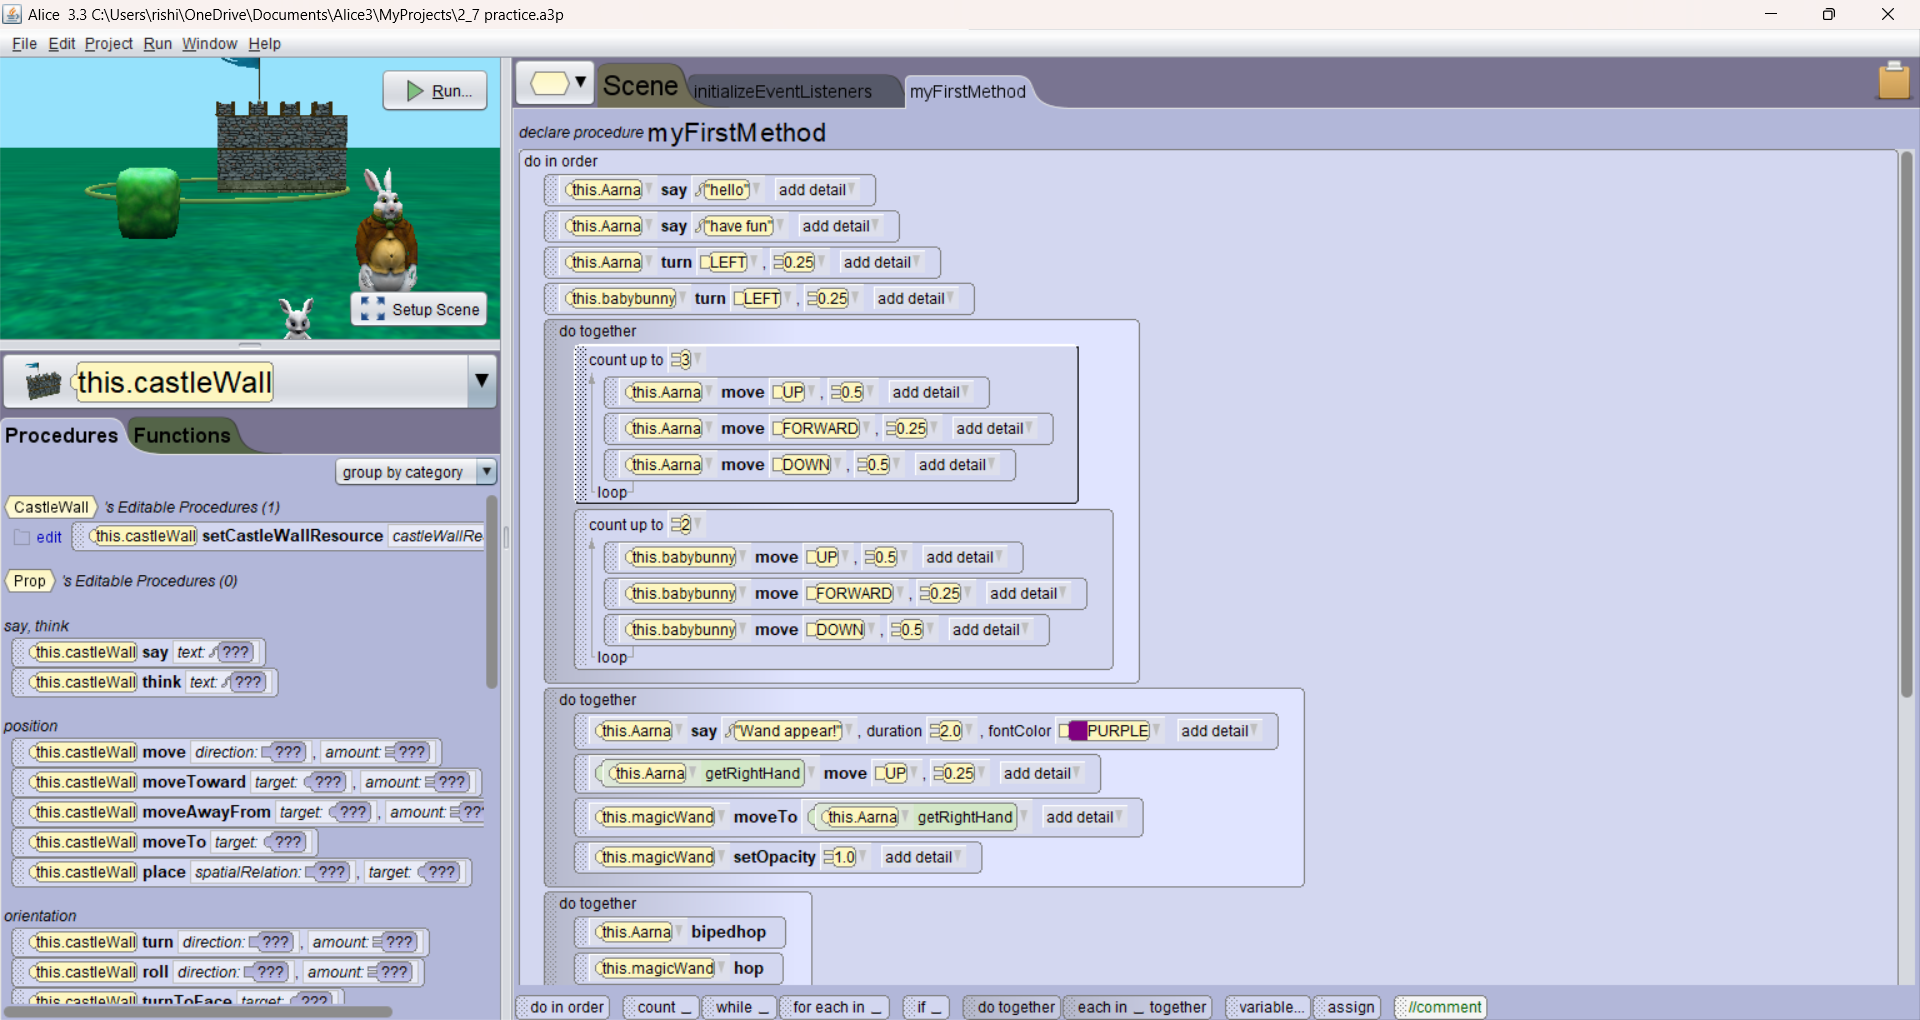 Alice 3.3 C:\Users\rishi\OneDrive\Documents\Alice3\MyProjects\2_7 practice.a3p
File Edit Project Run Window Help
Run...
Setup Scene
this.castleWall
Procedures Functions
group by category
CastleWall 's Editable Procedures (1)
edit this.castleWall setCastleWallResource castleWallRe
Prop 's Editable Procedures (0)
say, think
this.castleWall say text: ???
this.castleWall think text: ???
position
this.castleWall move direction: ??? , amount: ???
this.castleWall moveToward target: ??? , amount: ???
this.castleWall moveAwayFrom target: ??? , amount: ??
this.castleWall moveTo target: ???
this.castleWall place spatialRelation: ??? , target: ???
orientation
this.castleWall turn direction: ??? , amount: ???
this.castleWall roll direction: ??? , amount: ???
this.castleWall turnToFace target: ???
Scene initializeEventListeners myFirstMethod
declare procedure myFirstMethod
do in order
this.Aarna say "hello" add detail
this.Aarna say "have fun" add detail
this.Aarna turn LEFT , 0.25 add detail
this.babybunny turn LEFT , 0.25 add detail
do together
count up to 3
this.Aarna move UP , 0.5 add detail
this.Aarna move FORWARD , 0.25 add detail
this.Aarna move DOWN , 0.5 add detail
loop
count up to 2
this.babybunny move UP , 0.5 add detail
this.babybunny move FORWARD , 0.25 add detail
this.babybunny move DOWN , 0.5 add detail
loop
do together
this.Aarna say "Wand appear!" , duration 2.0 , fontColor PURPLE add detail
this.Aarna getRightHand move UP , 0.25 add detail
this.magicWand moveTo this.Aarna getRightHand add detail
this.magicWand setOpacity 1.0 add detail
do together
this.Aarna bipedhop
this.magicWand hop
do in order count _ while _ for each in _ if _ do together each in _ together variable... assign //comment